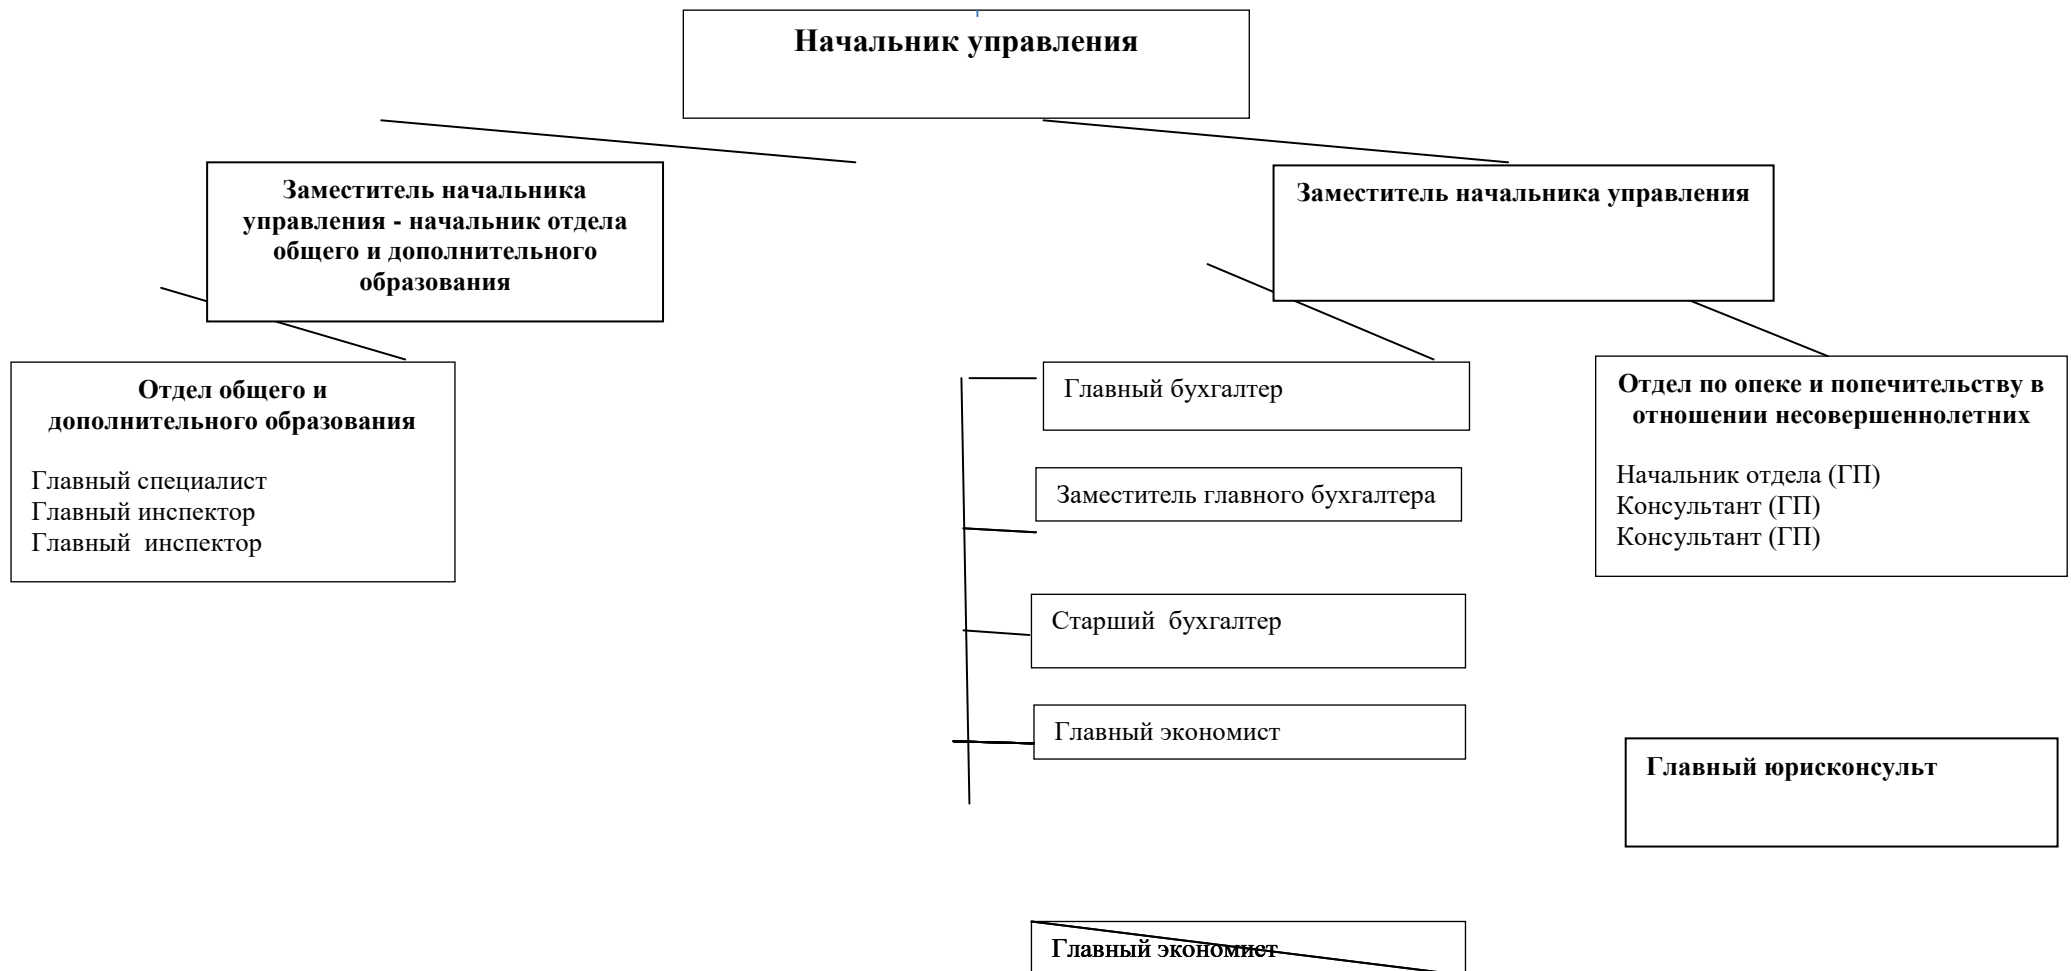 Начальник управления
Заместитель начальника
управления - начальник отдела
общего и дополнительного
образования
Заместитель начальника управления
Отдел общего и
дополнительного образования
Главный специалист
Главный инспектор
Главный  инспектор
Главный бухгалтер
Заместитель главного бухгалтера
Старший  бухгалтер
Главный экономист
Отдел по опеке и попечительству в
отношении несовершеннолетних
Начальник отдела (ГП)
Консультант (ГП)
Консультант (ГП)
Главный юрисконсульт
Главный экономист